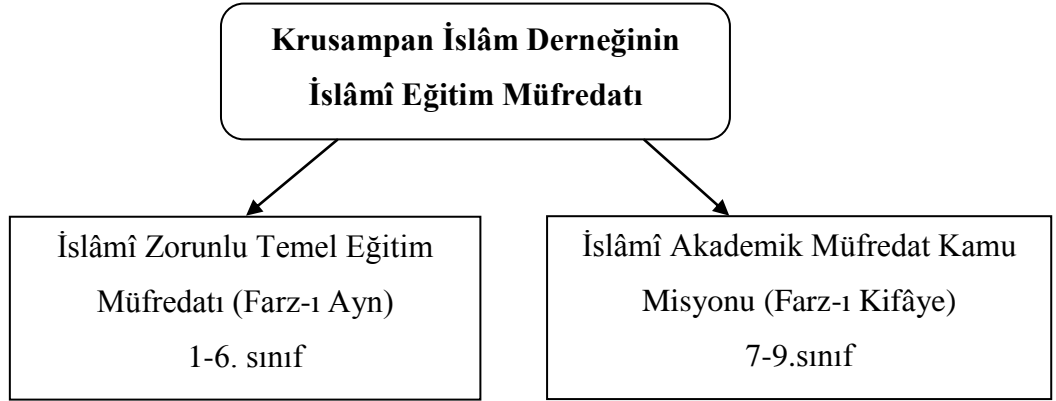 Krusampan İslâm Derneğinin
İslâmî Eğitim Müfredatı
İslâmî Zorunlu Temel Eğitim
Müfredatı (Farz-ı Ayn)
1-6. sınıf
İslâmî Akademik Müfredat Kamu
Misyonu (Farz-ı Kifâye)
7-9.sınıf